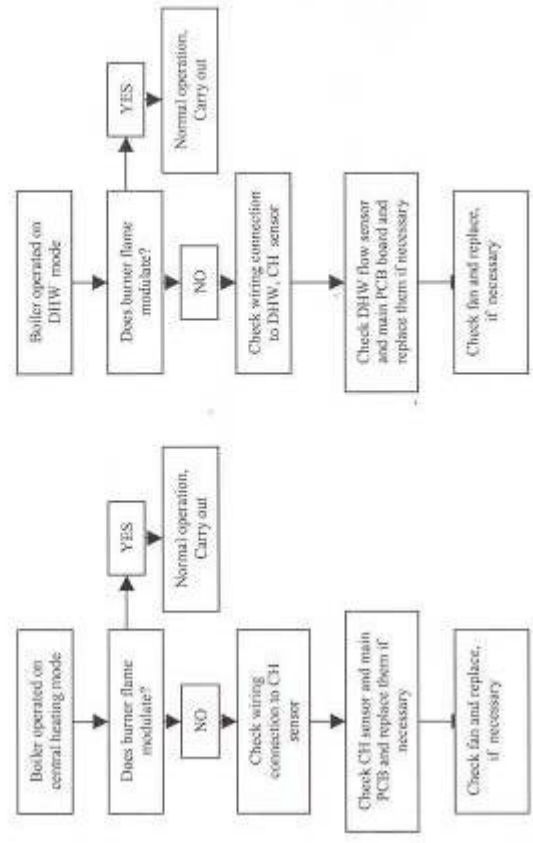 Boiler operated on
central heating mode
Does burner flame
modulate?
YES
Normal operation,
Carry out
NO
Check wiring
connection to CH
sensor
Check CH sensor and main
PCB and replace them if
necessary
Check fan and replace,
if necessary
Boiler operated on
DHW mode
Does burner flame
modulate?
YES
Normal operation,
Carry out
NO
Check wiring connection
to DHW, CH sensor
Check DHW flow sensor
and main PCB board and
replace them if necessary
Check fan and replace,
if necessary